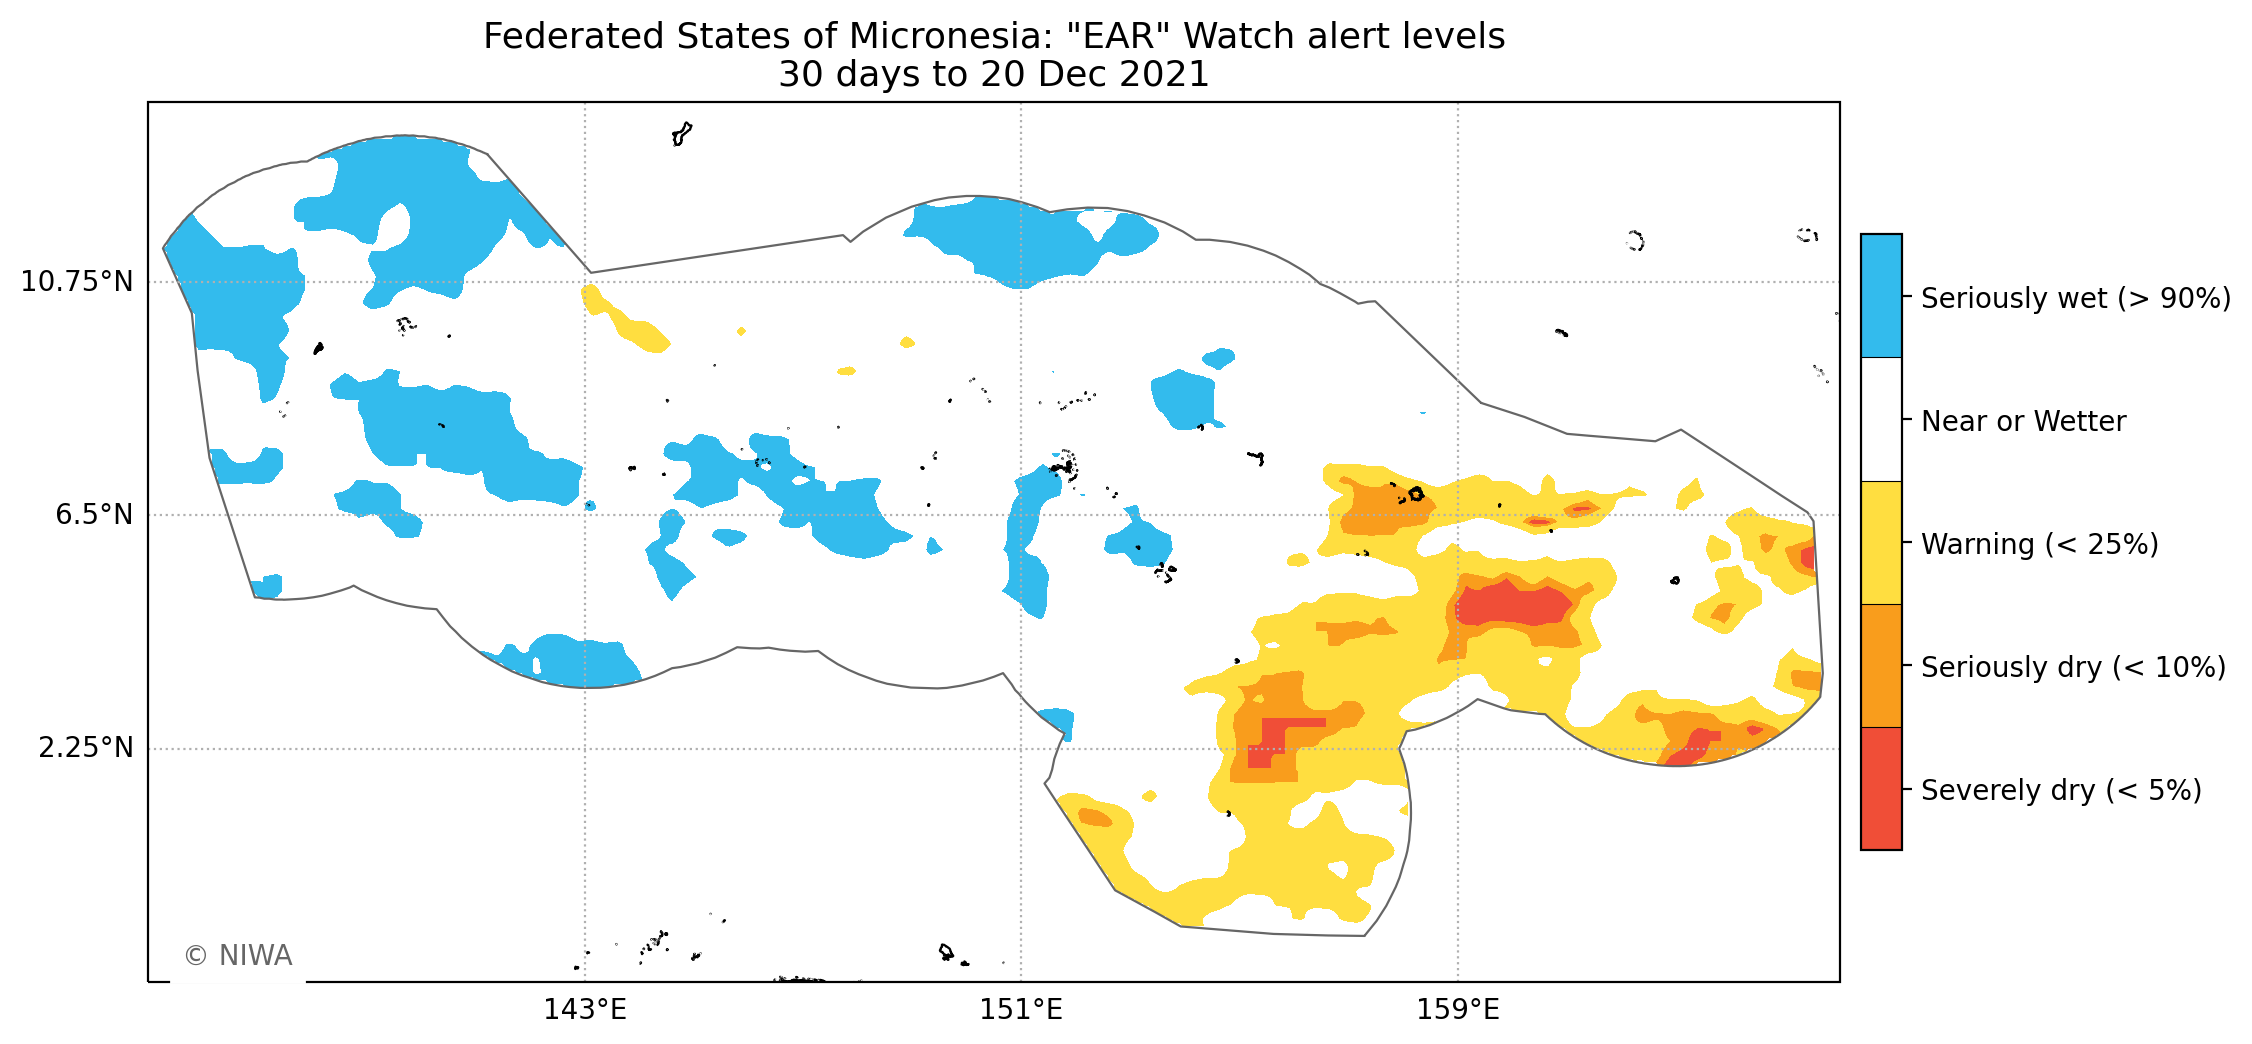 Federated States of Micronesia: "EAR" Watch alert levels
30 days to 20 Dec 2021
10.75°N
6.5°N
2.25°N
143°E
151°E
159°E
Seriously wet (> 90%)
Near or Wetter
Warning (< 25%)
Seriously dry (< 10%)
Severely dry (< 5%)
© NIWA